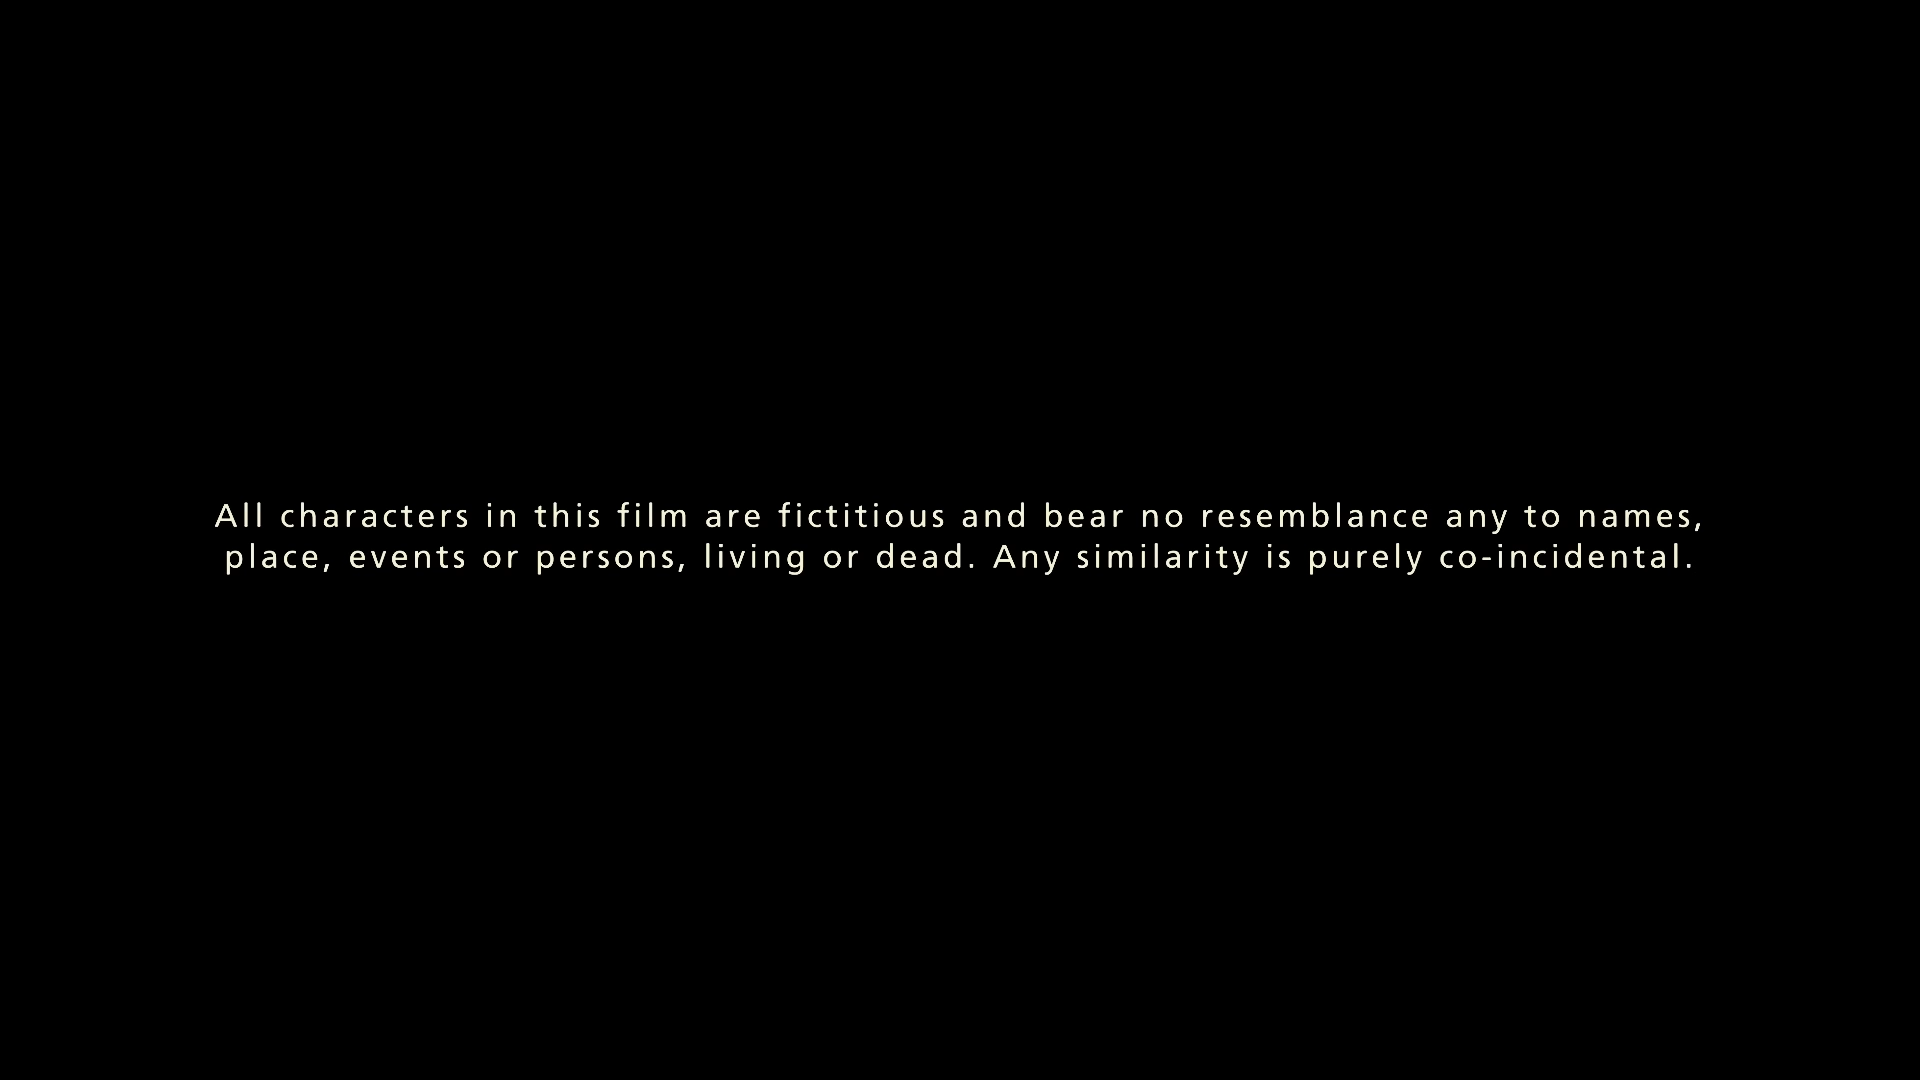 All characters in this film are fictitious and bear no resemblance any to names,
place, events or persons, living or dead. Any similarity is purely co-incidental.